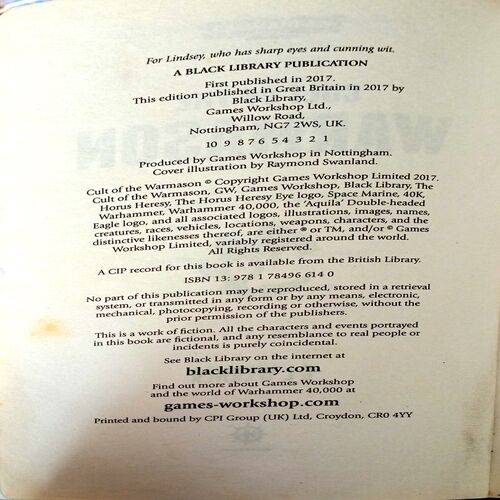 For Lindsey, who has sharp eyes and cunning wit.
A BLACK LIBRARY PUBLICATION
First published in 2017.
This edition published in Great Britain in 2017 by
Black Library,
Games Workshop Ltd.,
Willow Road,
Nottingham, NG7 2WS, UK.
10 9 8 7 6 5 4 3 2 1
Produced by Games Workshop in Nottingham.
Cover illustration by Raymond Swanland.
Cult of the Warmason © Copyright Games Workshop Limited 2017.
Cult of the Warmason, GW, Games Workshop, Black Library, The
Horus Heresy, The Horus Heresy Eye logo, Space Marine, 40K,
Warhammer, Warhammer 40,000, the 'Aquila' Double-headed
Eagle logo, and all associated logos, illustrations, images, names,
creatures, races, vehicles, locations, weapons, characters, and the
distinctive likenesses thereof, are either ® or TM, and/or © Games
Workshop Limited, variably registered around the world.
All Rights Reserved.
A CIP record for this book is available from the British Library.
ISBN 13: 978 1 78496 614 0
No part of this publication may be reproduced, stored in a retrieval
system, or transmitted in any form or by any means, electronic,
mechanical, photocopying, recording or otherwise, without the
prior permission of the publishers.
This is a work of fiction. All the characters and events portrayed
in this book are fictional, and any resemblance to real people or
incidents is purely coincidental.
See Black Library on the internet at
blacklibrary.com
Find out more about Games Workshop
and the world of Warhammer 40,000 at
games-workshop.com
Printed and bound by CPI Group (UK) Ltd, Croydon, CR0 4YY